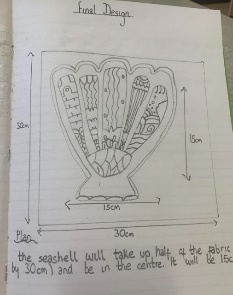 Final Design
30cm
15cm
15cm
30cm
Plan
the seashell will take up half of the fabric
by 30cm) and be in the centre. It will be 15c